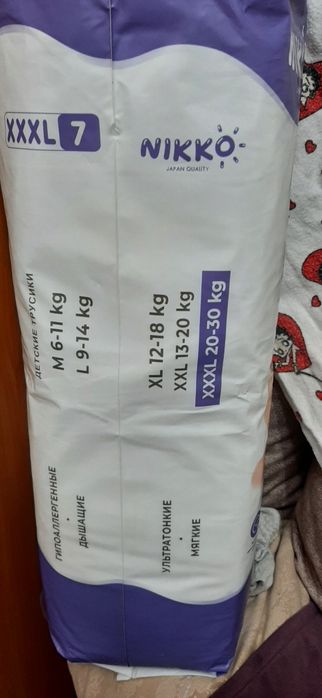 XXXL 7
NIKKO
JAPAN QUALITY
ДЕТСКИЕ ТРУСИКИ
M 6-11 kg
L 9-14 kg
XL 12-18 kg
XXL 13-20 kg
XXXL 20-30 kg
ГИПОАЛЛЕРГЕННЫЕ
•
ДЫШАЩИЕ
УЛЬТРАТОНКИЕ
•
МЯГКИЕ